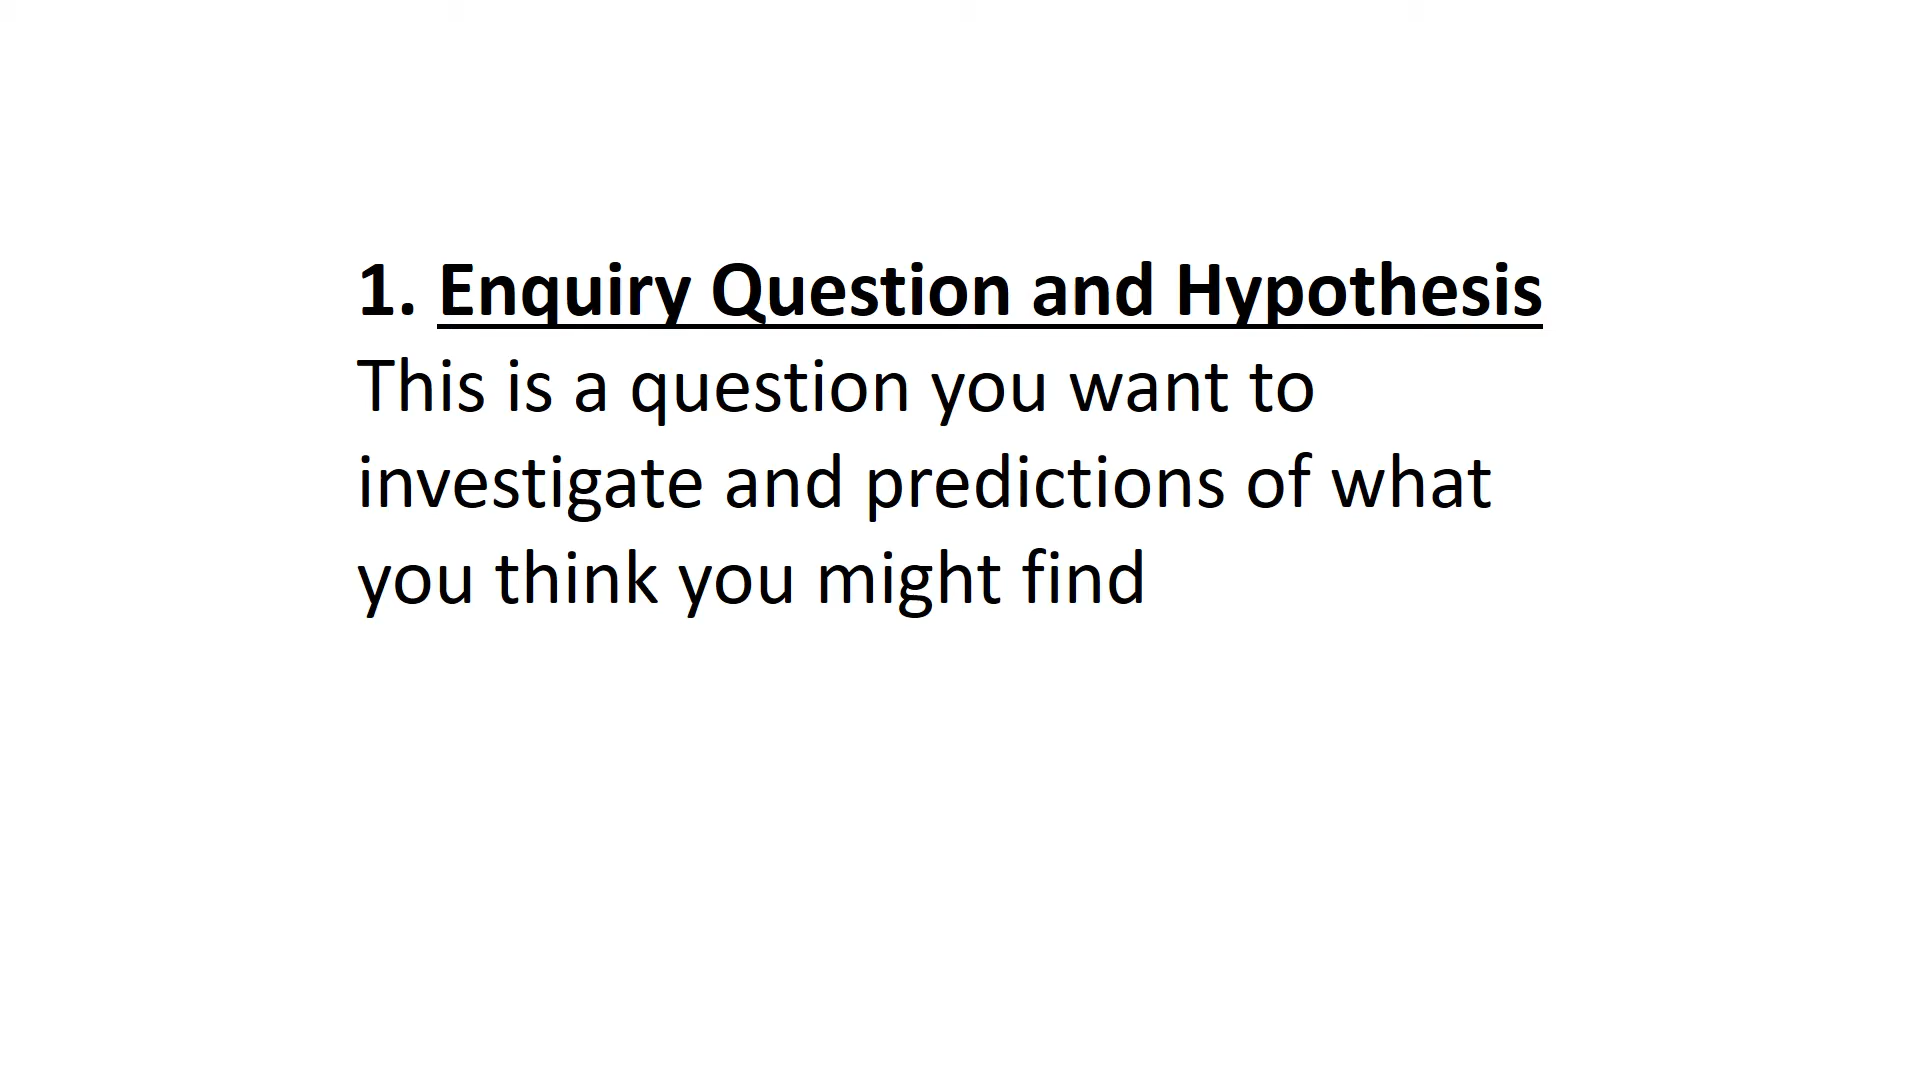 1. Enquiry Question and Hypothesis
This is a question you want to
investigate and predictions of what
you think you might find